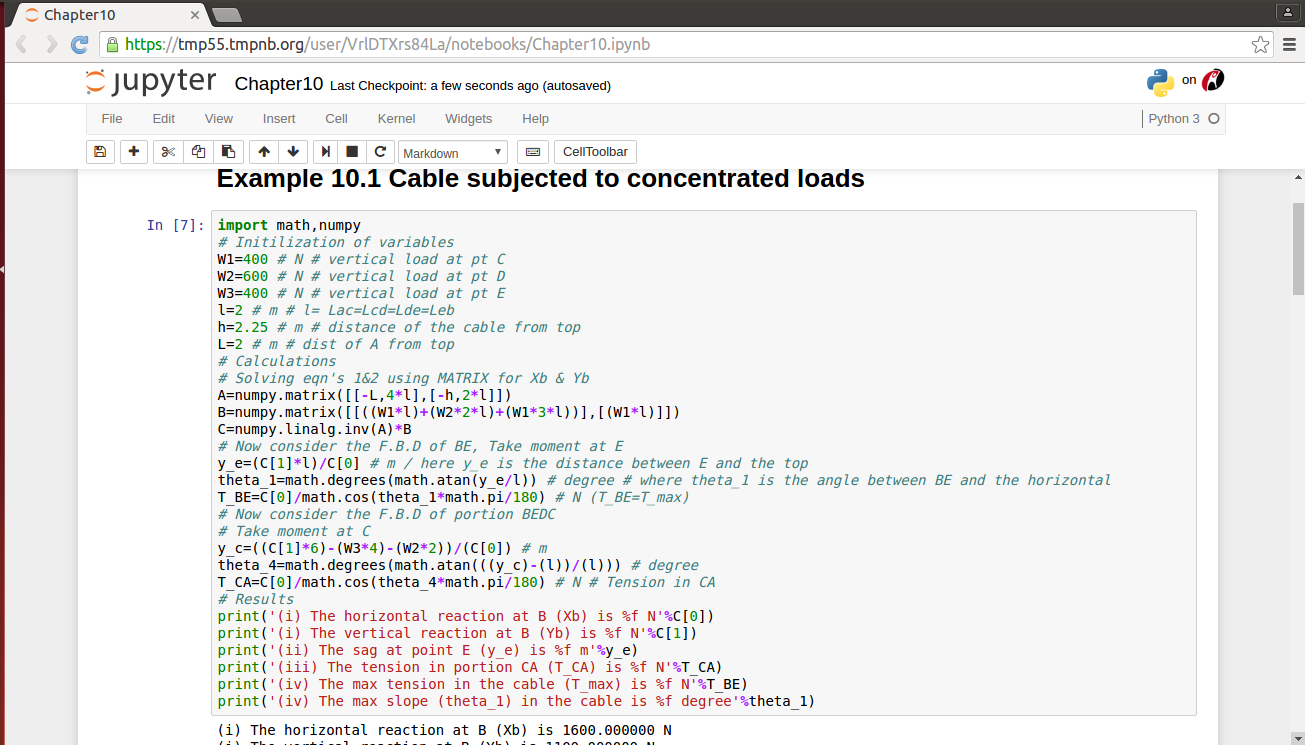 Chapter10
https://tmp55.tmpnb.org/user/VrlDTXrs84La/notebooks/Chapter10.ipynb
jupyter Chapter10 Last Checkpoint: a few seconds ago (autosaved) on
File Edit View Insert Cell Kernel Widgets Help Python 3
Markdown CellToolbar
Example 10.1 Cable subjected to concentrated loads
In [7]: import math,numpy
# Initilization of variables
W1=400 # N # vertical load at pt C
W2=600 # N # vertical load at pt D
W3=400 # N # vertical load at pt E
l=2 # m # l= Lac=Lcd=Lde=Leb
h=2.25 # m # distance of the cable from top
L=2 # m # dist of A from top
# Calculations
# Solving eqn's 1&2 using MATRIX for Xb & Yb
A=numpy.matrix([[-L,4*l],[-h,2*l]])
B=numpy.matrix([[((W1*l)+(W2*2*l)+(W1*3*l))],[(W1*l)]])
C=numpy.linalg.inv(A)*B
# Now consider the F.B.D of BE, Take moment at E
y_e=(C[1]*l)/C[0] # m / here y_e is the distance between E and the top
theta_1=math.degrees(math.atan(y_e/l)) # degree # where theta_1 is the angle between BE and the horizontal
T_BE=C[0]/math.cos(theta_1*math.pi/180) # N (T_BE=T_max)
# Now consider the F.B.D of portion BEDC
# Take moment at C
y_c=((C[1]*6)-(W3*4)-(W2*2))/(C[0]) # m
theta_4=math.degrees(math.atan(((y_c)-(l))/(l))) # degree
T_CA=C[0]/math.cos(theta_4*math.pi/180) # N # Tension in CA
# Results
print('(i) The horizontal reaction at B (Xb) is %f N'%C[0])
print('(i) The vertical reaction at B (Yb) is %f N'%C[1])
print('(ii) The sag at point E (y_e) is %f m'%y_e)
print('(iii) The tension in portion CA (T_CA) is %f N'%T_CA)
print('(iv) The max tension in the cable (T_max) is %f N'%T_BE)
print('(iv) The max slope (theta_1) in the cable is %f degree'%theta_1)
(i) The horizontal reaction at B (Xb) is 1600.000000 N
(i) The vertical reaction at B (Yb) is 1100.000000 N